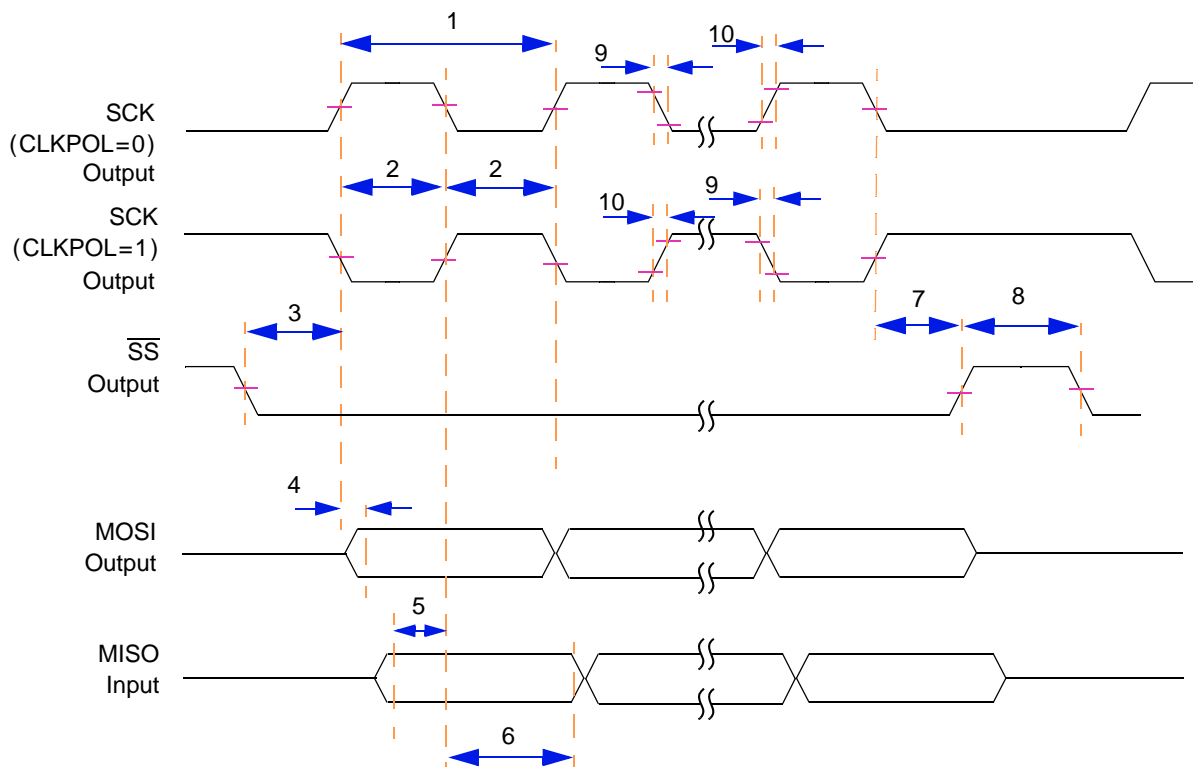 1
9
10
SCK
(CLKPOL=0)
Output
2
2
SCK
(CLKPOL=1)
Output
10
9
3
7
8
S̅S̅
Output
4
MOSI
Output
5
MISO
Input
6